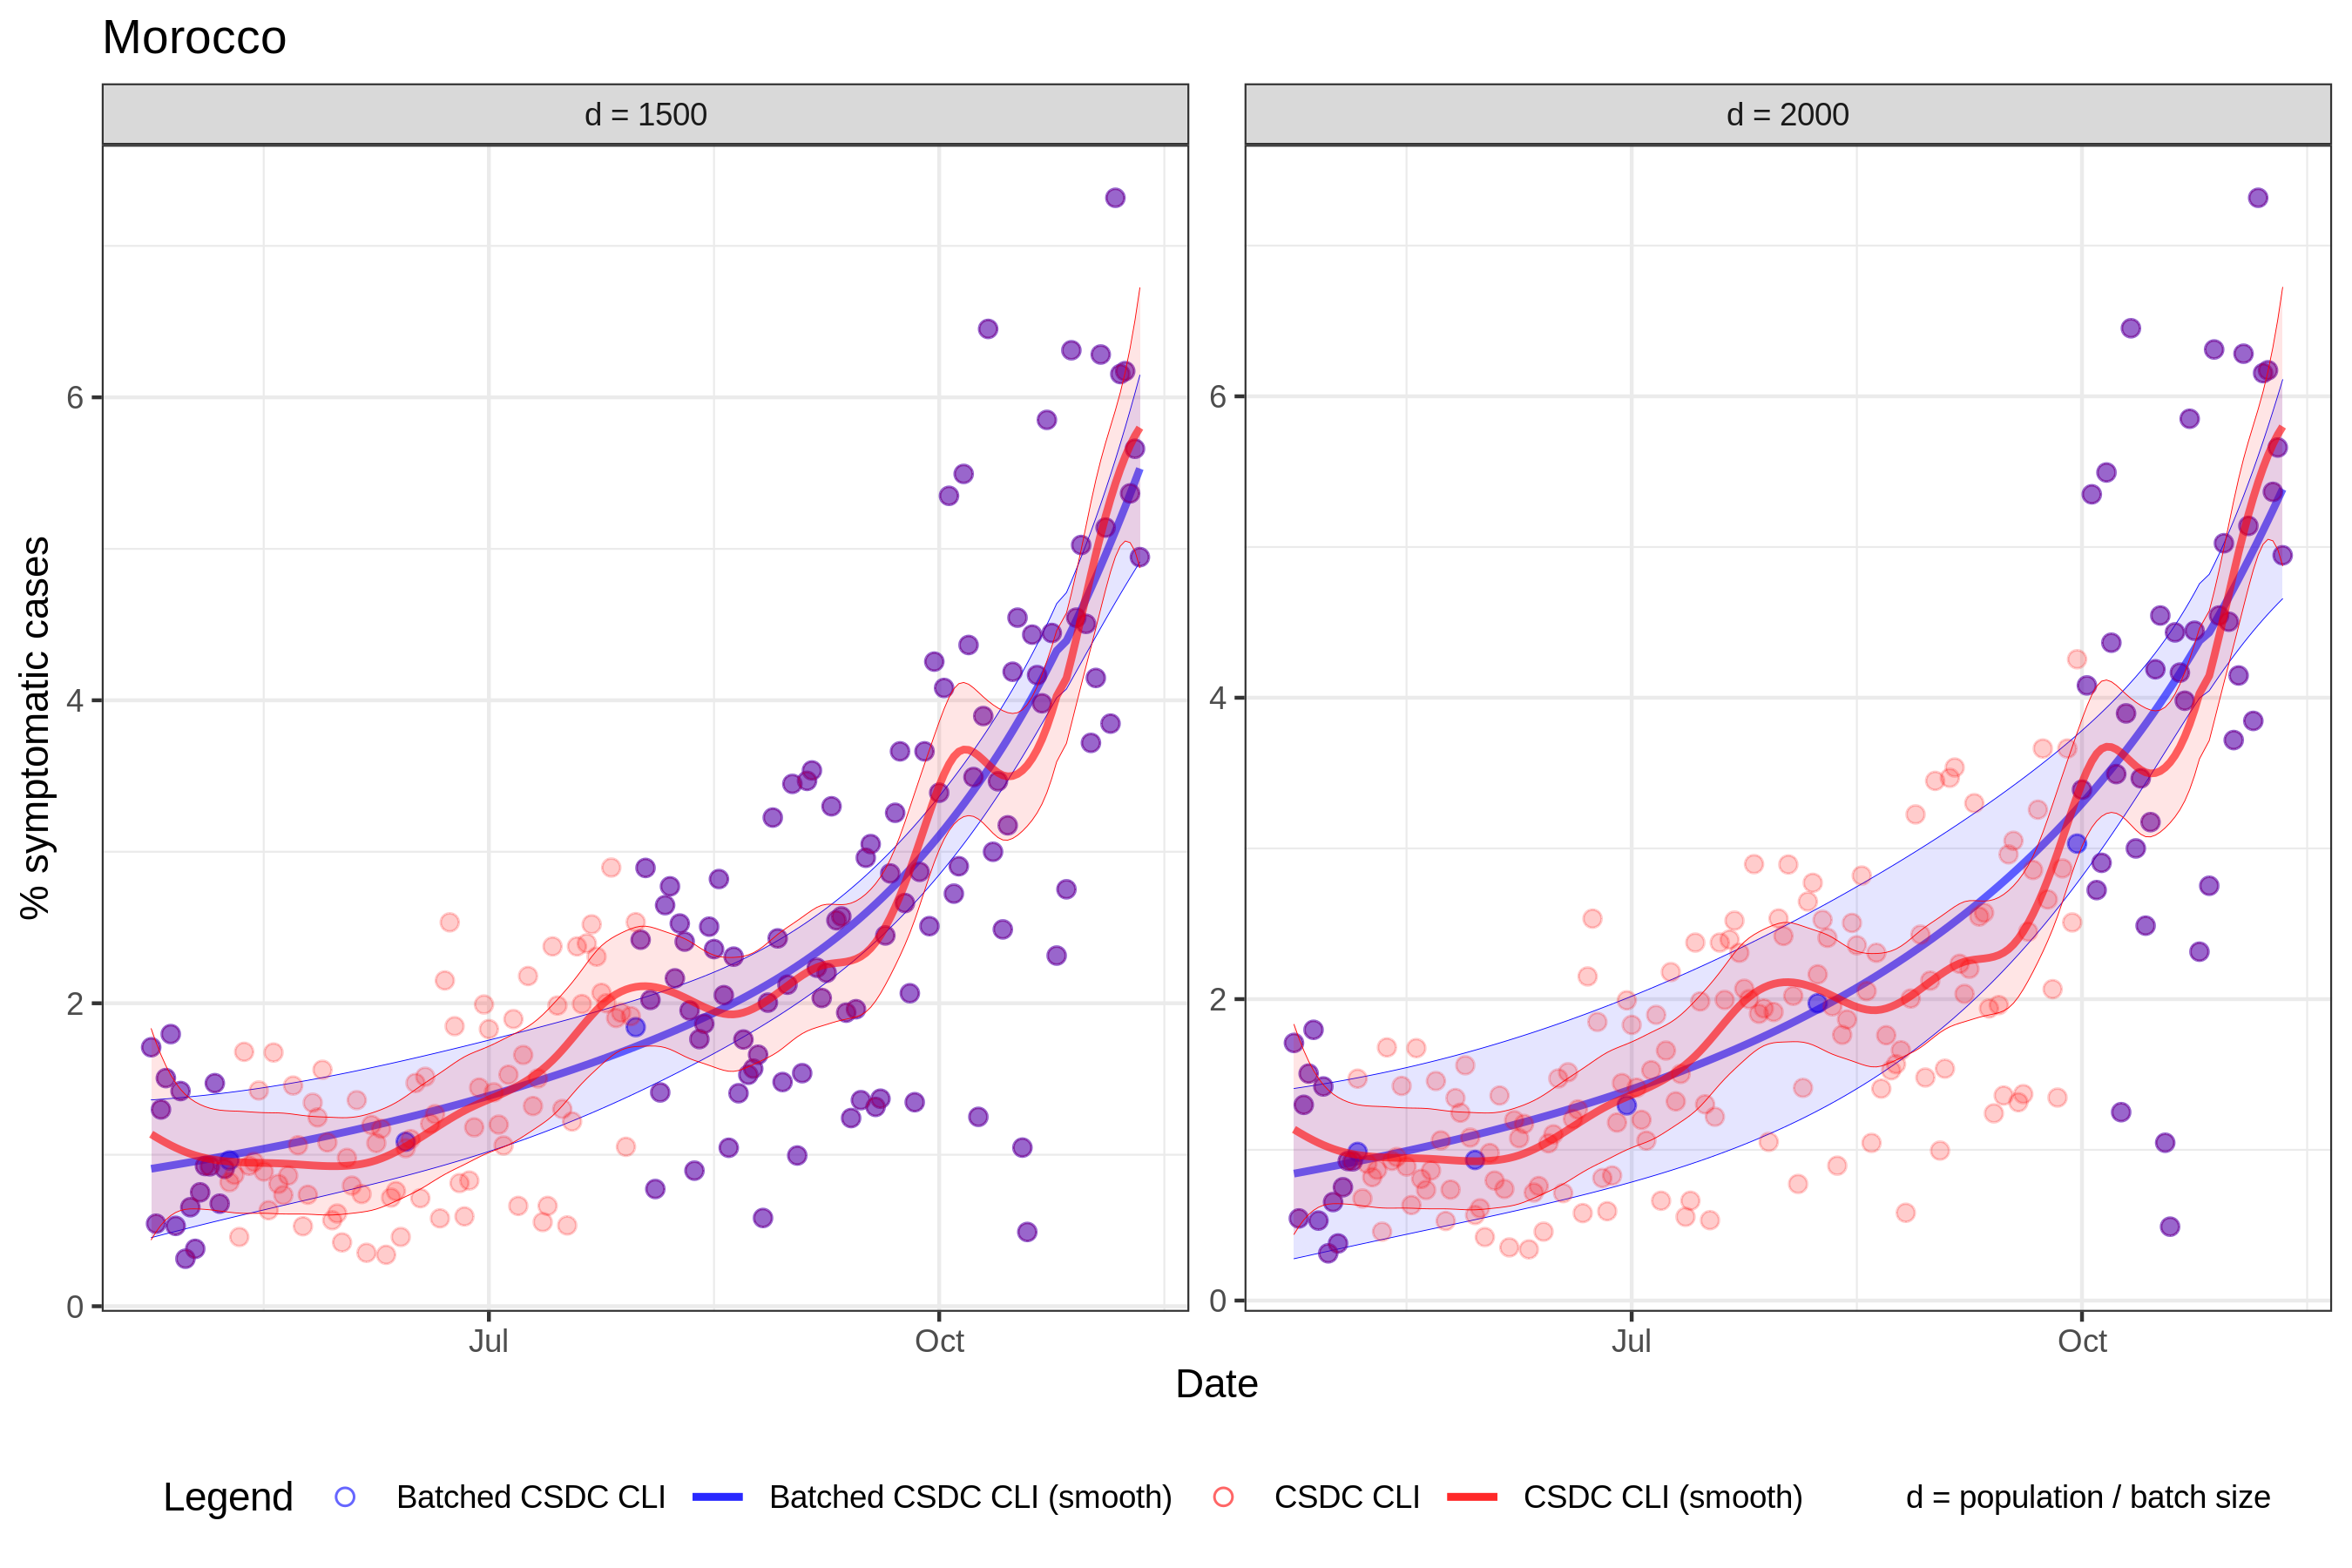 Morocco
d = 1500
d = 2000
% symptomatic cases
6
4
2
0
6
4
2
0
Jul
Oct
Jul
Oct
Date
Legend
Batched CSDC CLI
Batched CSDC CLI (smooth)
CSDC CLI
CSDC CLI (smooth)
d = population / batch size